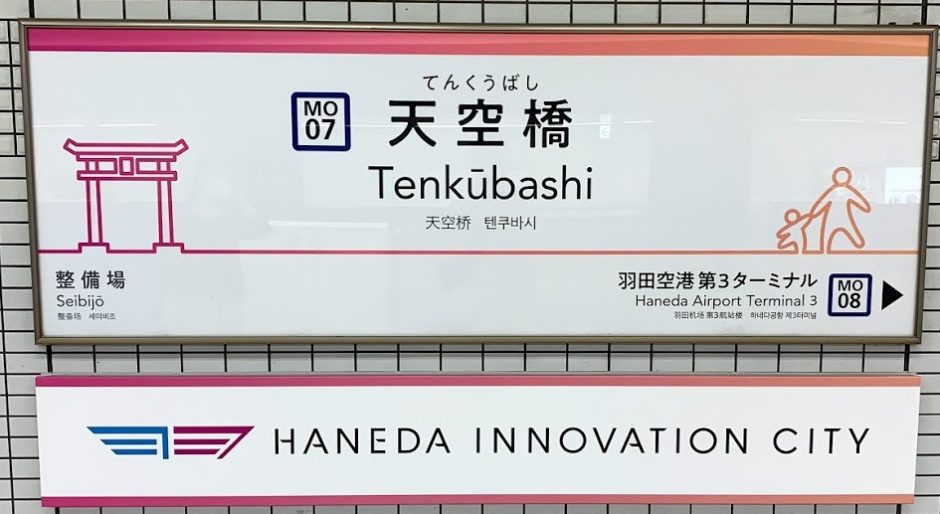 てんくうばし
MO
07
天空橋
Tenkūbashi
天空桥 텐쿠바시
整備場
Seibijō
整备场 세이비조
羽田空港 第3ターミナル
Haneda Airport Terminal 3
羽田机场 第3航站楼 하네다공항 제3터미널
MO
08
HANEDA INNOVATION CITY